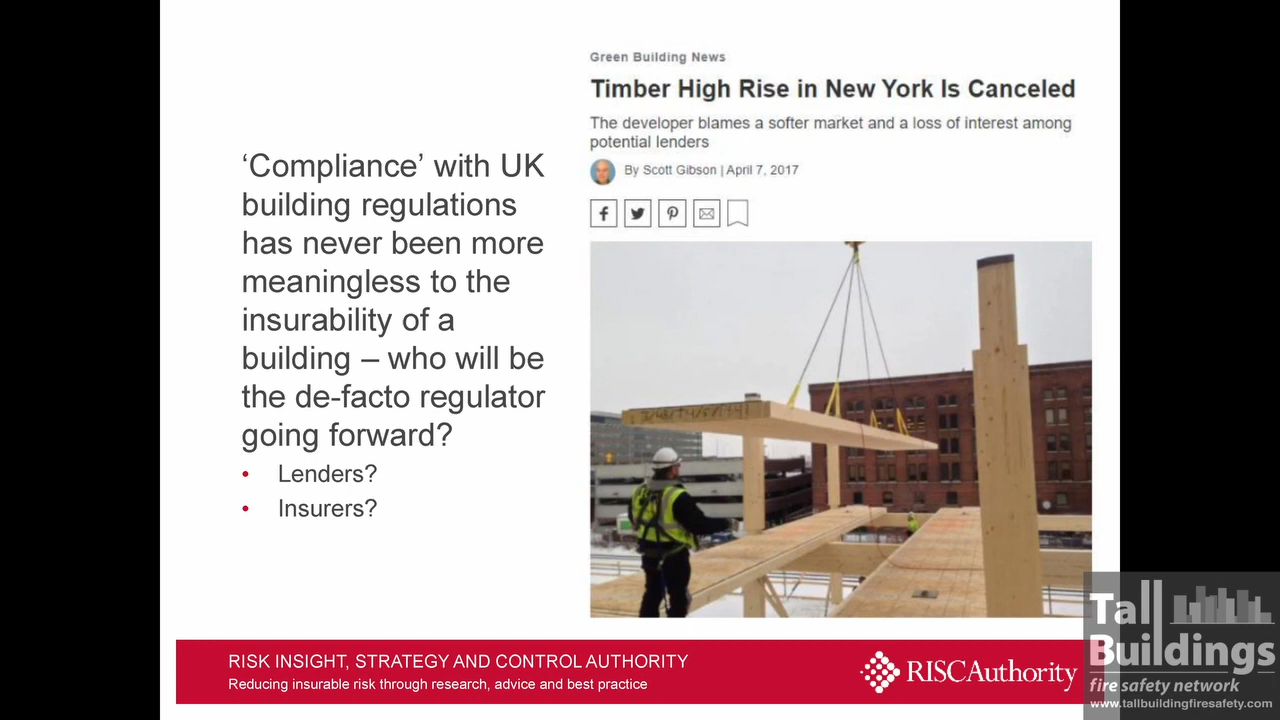 ‘Compliance’ with UK
building regulations
has never been more
meaningless to the
insurability of a
building – who will be
the de-facto regulator
going forward?
• Lenders?
• Insurers?
Green Building News
Timber High Rise in New York Is Canceled
The developer blames a softer market and a loss of interest among
potential lenders
By Scott Gibson | April 7, 2017
RISK INSIGHT, STRATEGY AND CONTROL AUTHORITY
Reducing insurable risk through research, advice and best practice
RISCAuthority
Tall
Buildings
fire safety network
www.tallbuildingfiresafety.com